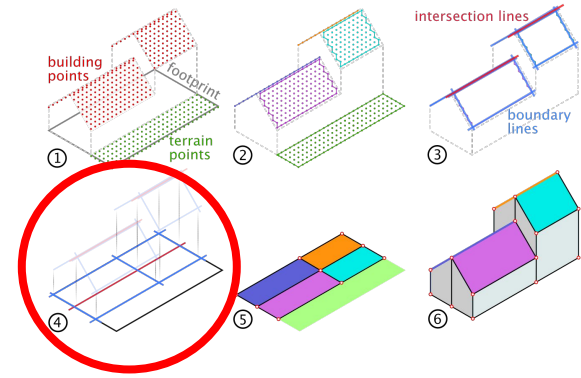 building
points
footprint
terrain
points
1
2
intersection lines
boundary
lines
3
4
5
6